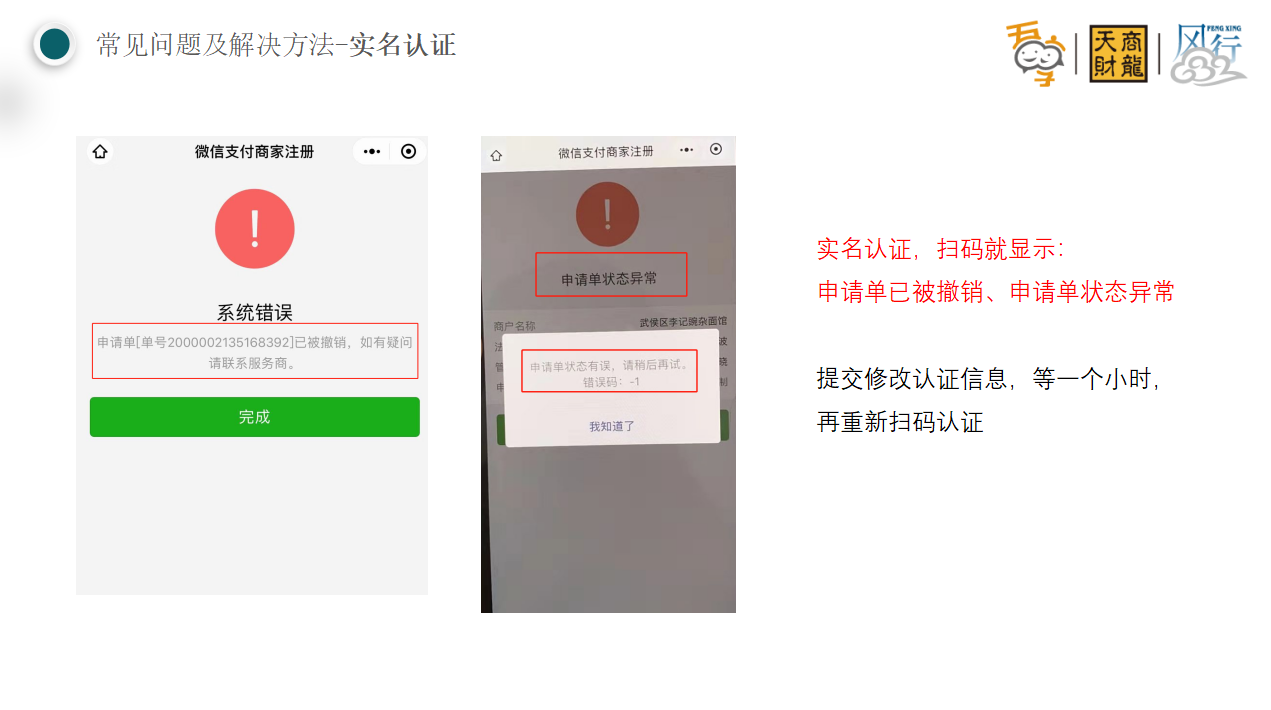 常见问题及解决方法-实名认证
吾享
天財
商龍
风行
FENG XING
微信支付商家注册
!
系统错误
申请单[单号2000002135168392]已被撤销，如有疑问
请联系服务商。
完成
微信支付商家注册
!
申请单状态异常
商户名称 武侯区李记豌杂面馆
法 波
管 晓
申 制
申请单状态有误，请稍后再试。
错误码：-1
我知道了
实名认证，扫码就显示：
申请单已被撤销、申请单状态异常
提交修改认证信息，等一个小时，
再重新扫码认证